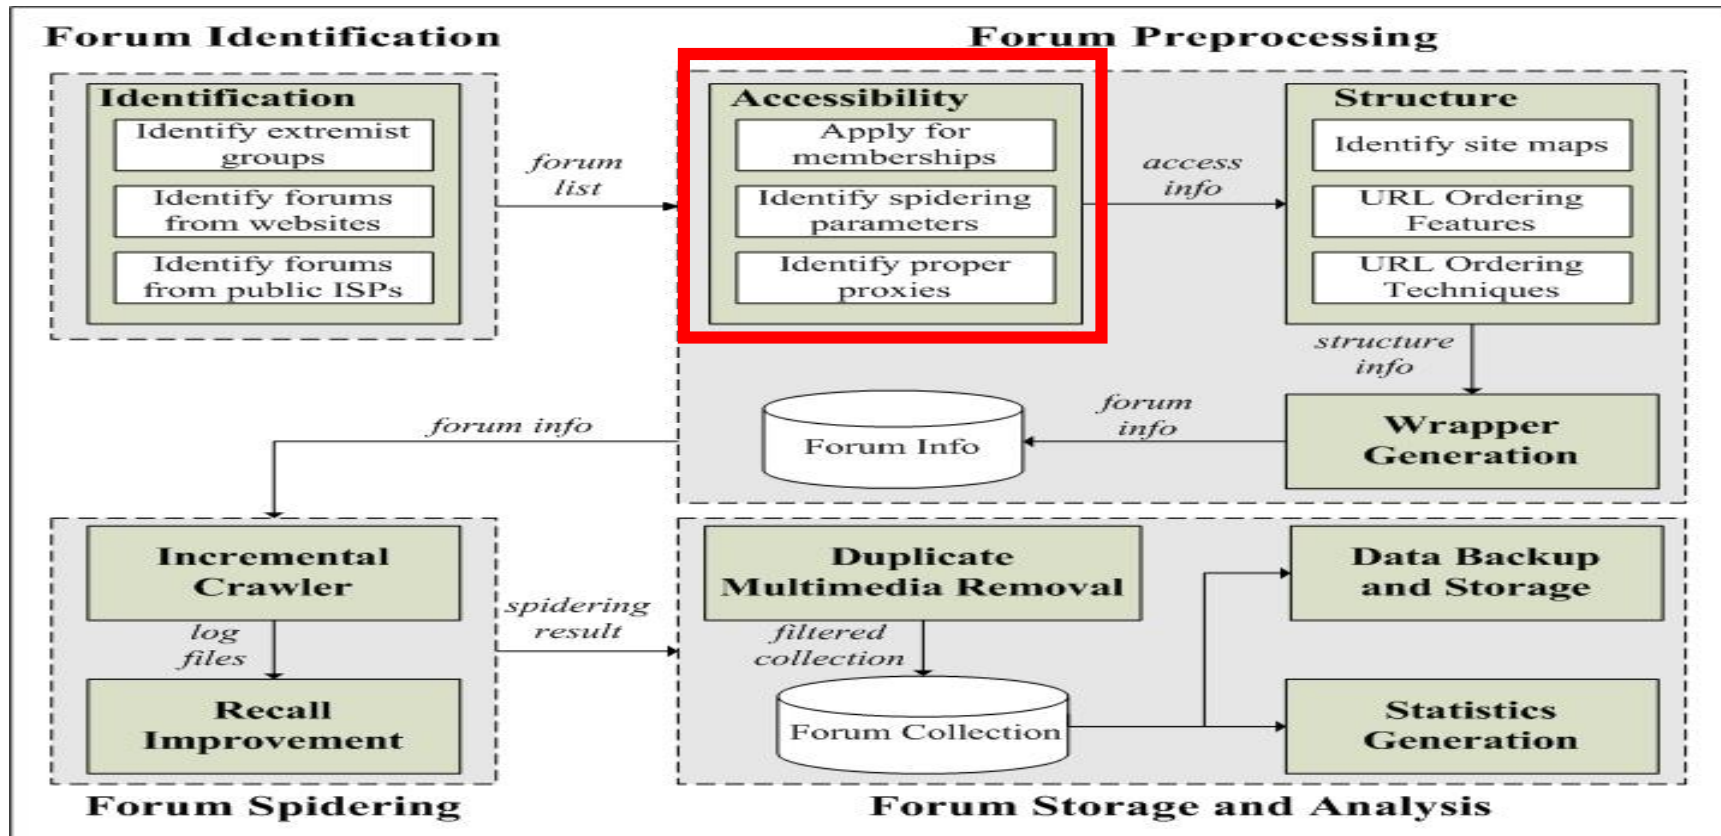 Forum Identification
Forum Preprocessing
Identification
Identify extremist
groups
Identify forums
from websites
Identify forums
from public ISPs
forum
list
Accessibility
Apply for
memberships
Identify spidering
parameters
Identify proper
proxies
access
info
Structure
Identify site maps
URL Ordering
Features
URL Ordering
Techniques
structure
info
Wrapper
Generation
forum
info
Forum Info
forum info
Incremental
Crawler
log
files
Recall
Improvement
spidering
result
Duplicate
Multimedia Removal
filtered
collection
Forum Collection
Data Backup
and Storage
Statistics
Generation
Forum Spidering
Forum Storage and Analysis